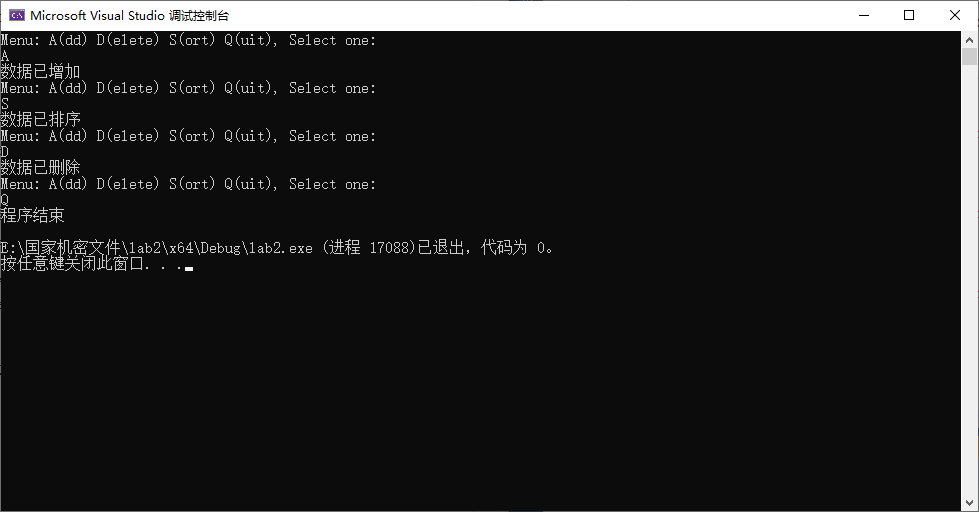 Microsoft Visual Studio 调试控制台
Menu: A(dd) D(elete) S(ort) Q(uit), Select one:
A
数据已增加
Menu: A(dd) D(elete) S(ort) Q(uit), Select one:
S
数据已排序
Menu: A(dd) D(elete) S(ort) Q(uit), Select one:
D
数据已删除
Menu: A(dd) D(elete) S(ort) Q(uit), Select one:
Q
程序结束
E:\国家机密文件\lab2\x64\Debug\lab2.exe (进程 17088)已退出，代码为 0。
按任意键关闭此窗口. . .